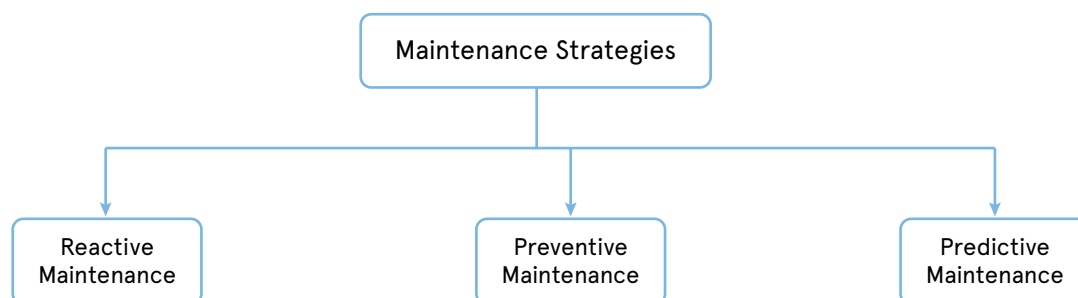 Maintenance Strategies
Reactive
Maintenance
Preventive
Maintenance
Predictive
Maintenance